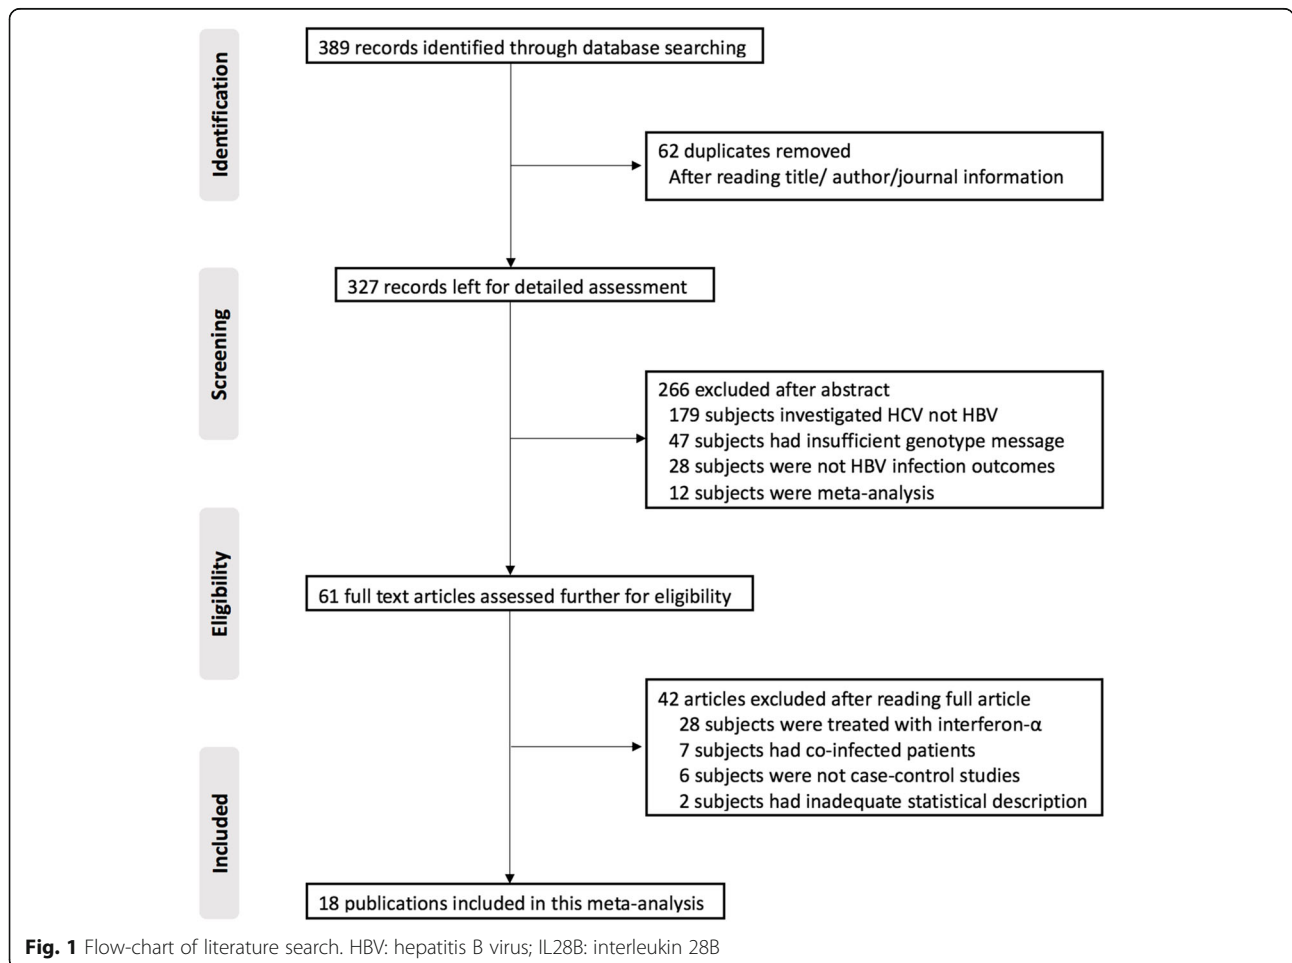 389 records identified through database searching
Identification
62 duplicates removed
After reading title/ author/journal information
327 records left for detailed assessment
Screening
266 excluded after abstract
179 subjects investigated HCV not HBV
47 subjects had insufficient genotype message
28 subjects were not HBV infection outcomes
12 subjects were meta-analysis
Eligibility
61 full text articles assessed further for eligibility
42 articles excluded after reading full article
28 subjects were treated with interferon-α
7 subjects had co-infected patients
6 subjects were not case-control studies
2 subjects had inadequate statistical description
Included
18 publications included in this meta-analysis
Fig. 1 Flow-chart of literature search. HBV: hepatitis B virus; IL28B: interleukin 28B